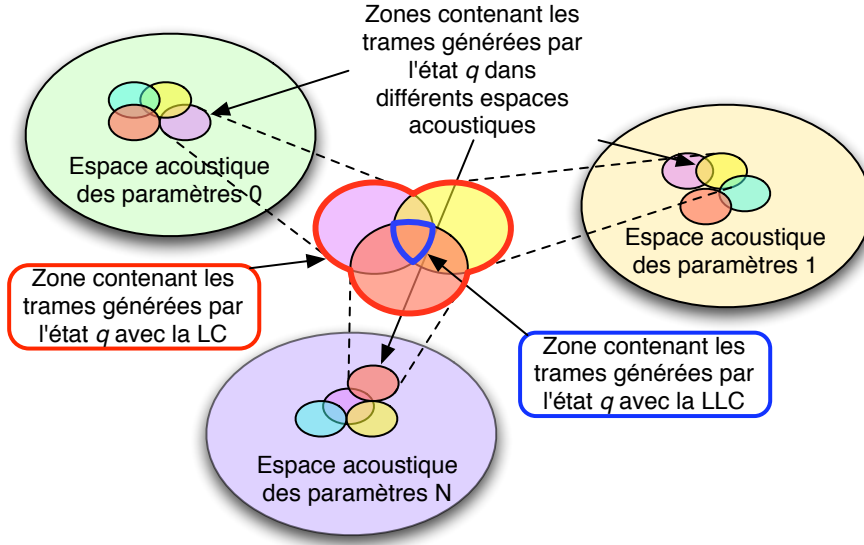 Zones contenant les
trames générées par
l'état q dans
différents espaces
acoustiques
Espace acoustique
des paramètres 0
Espace acoustique
des paramètres 1
Zone contenant les
trames générées par
l'état q avec la LC
Zone contenant les
trames générées par
l'état q avec la LLC
Espace acoustique
des paramètres N